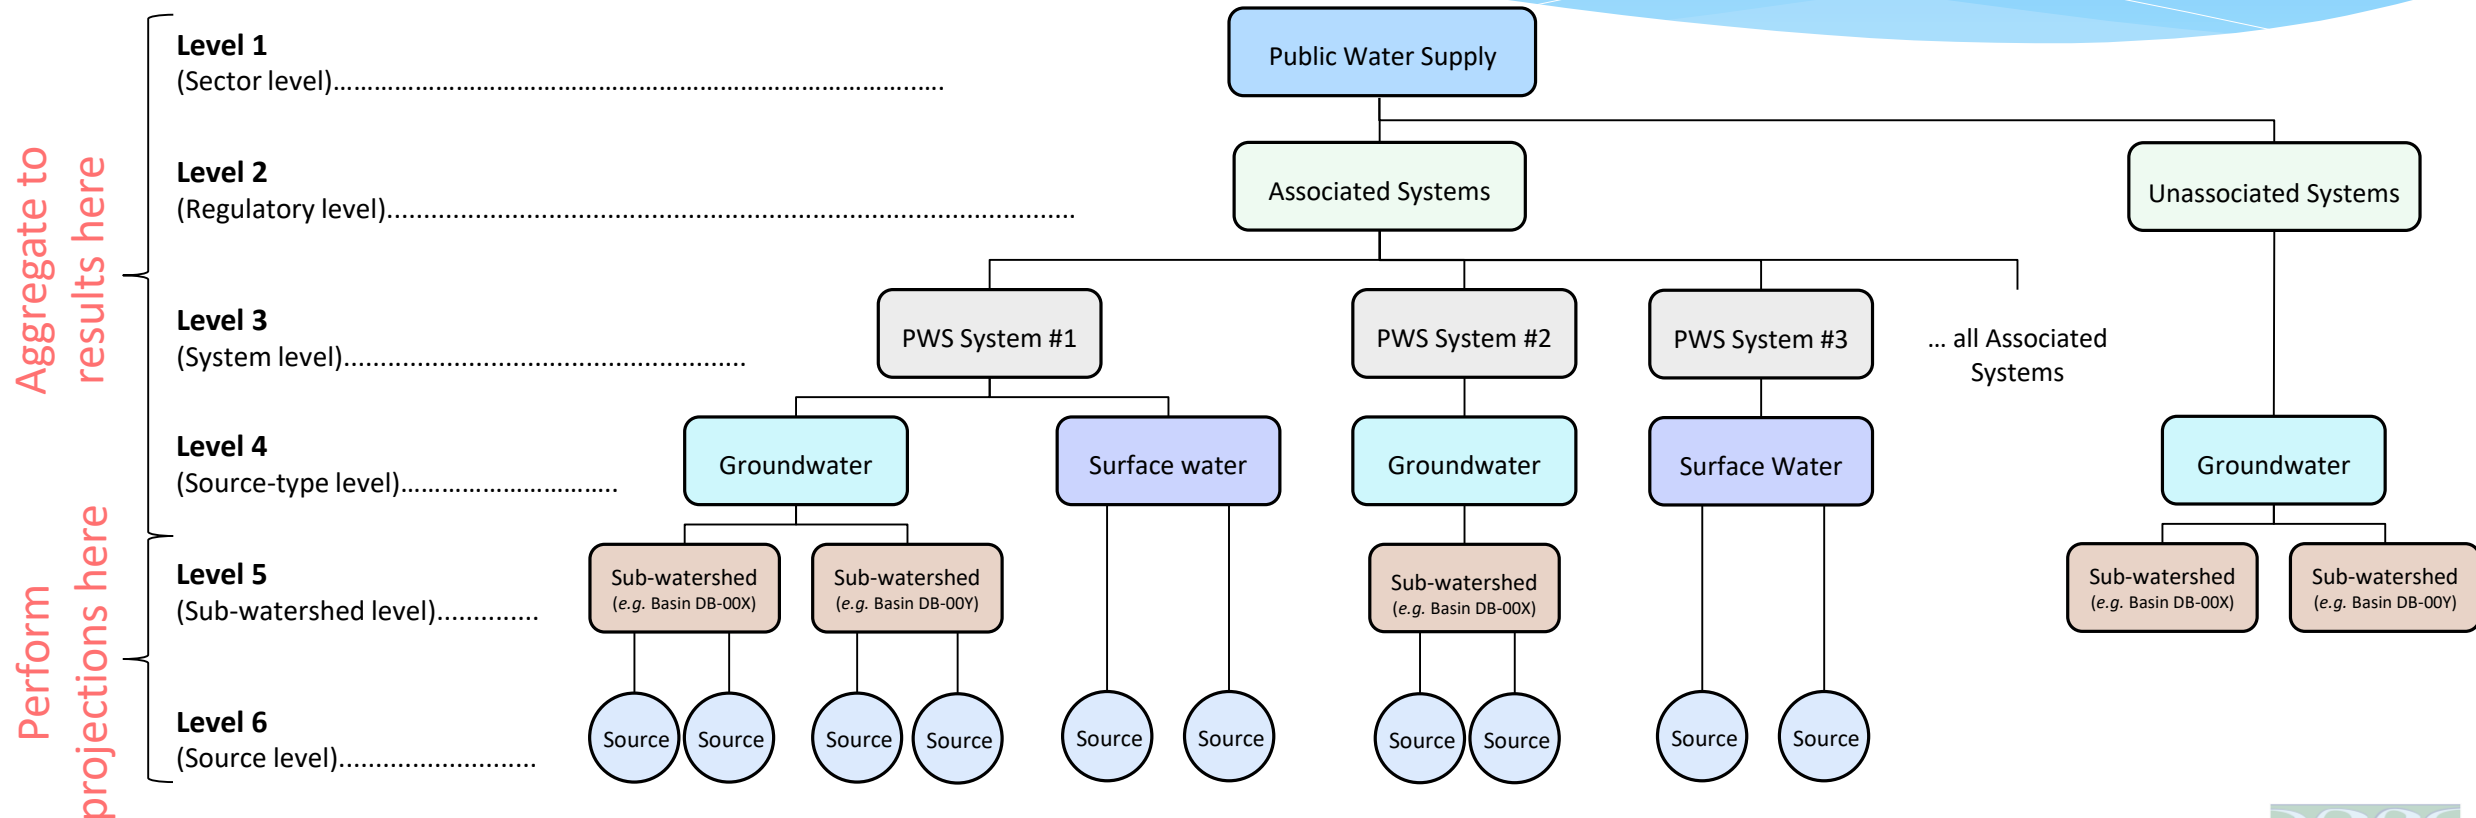 Aggregate to
results here
Perform
projections here
Level 1
(Sector level)................................................................................
Public Water Supply
Level 2
(Regulatory level)............................................................................................
Associated Systems
Unassociated Systems
Level 3
(System level)......................................................
PWS System #1
PWS System #2
PWS System #3
... all Associated
Systems
Level 4
(Source-type level)..............................
Groundwater
Surface water
Groundwater
Surface Water
Groundwater
Level 5
(Sub-watershed level)..............
Sub-watershed
(e.g. Basin DB-00X)
Sub-watershed
(e.g. Basin DB-00Y)
Sub-watershed
(e.g. Basin DB-00X)
Sub-watershed
(e.g. Basin DB-00X)
Sub-watershed
(e.g. Basin DB-00Y)
Level 6
(Source level)...........................
Source
Source
Source
Source
Source
Source
Source
Source
Source
Source